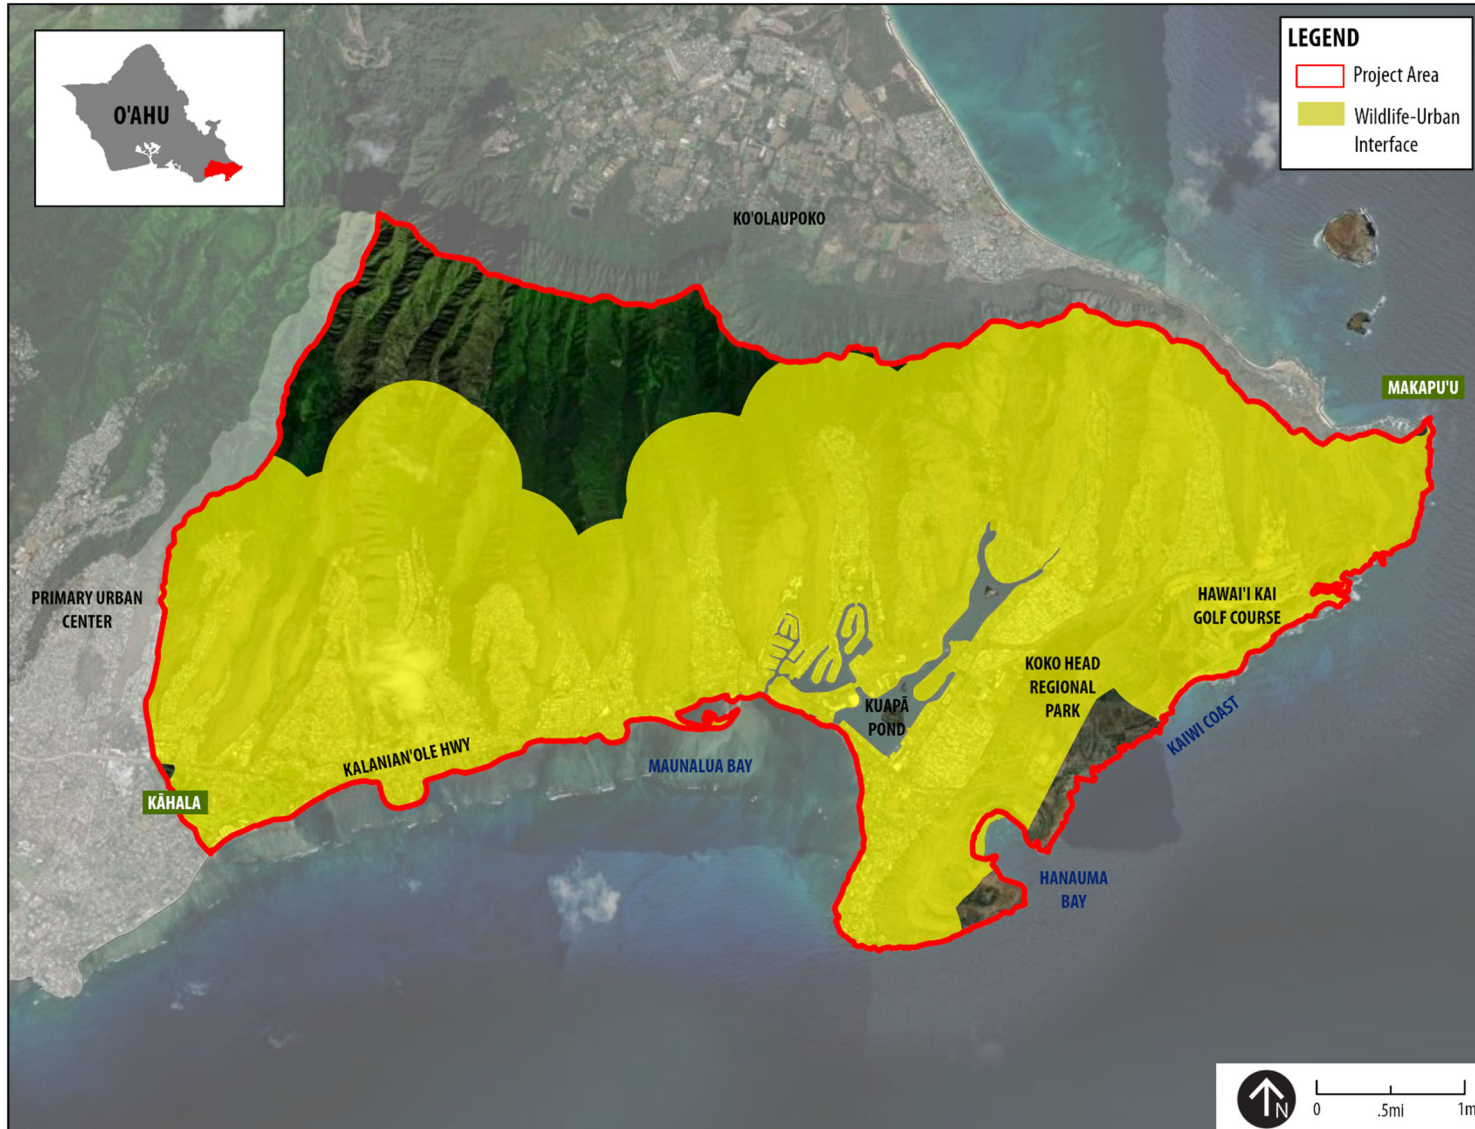 O'AHU
LEGEND
Project Area
Wildlife-Urban
Interface
KO'OLAUPOKO
MAKAPU'U
PRIMARY URBAN
CENTER
HAWAI'I KAI
GOLF COURSE
KOKO HEAD
REGIONAL
PARK
KUAPĀ
POND
KAIWI COAST
KALANIAN'OLE HWY
MAUNALUA BAY
KĀHALA
HANAUMA
BAY
N
0 .5mi 1m